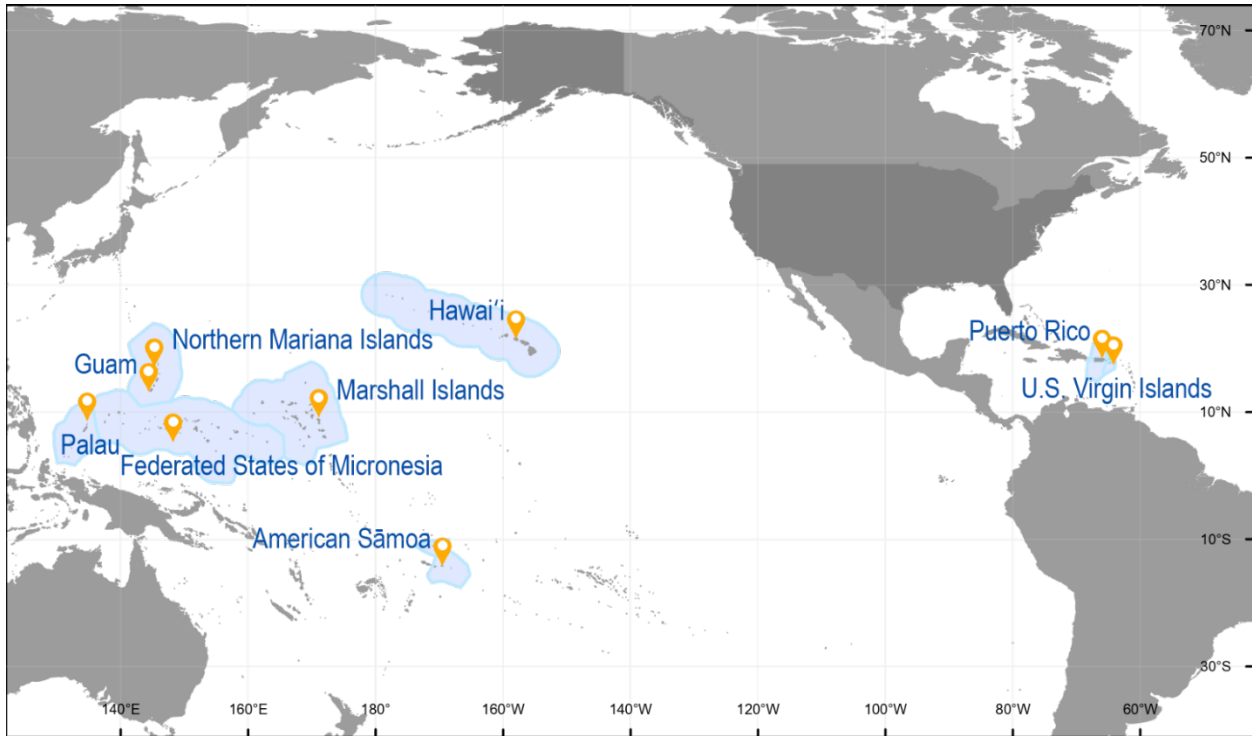 70°N
50°N
30°N
Hawaiʻi
Puerto Rico
Northern Mariana Islands
Guam
Marshall Islands
U.S. Virgin Islands
10°N
Palau
Federated States of Micronesia
American Sāmoa
10°S
30°S
140°E
160°E
180°
160°W
140°W
120°W
100°W
80°W
60°W